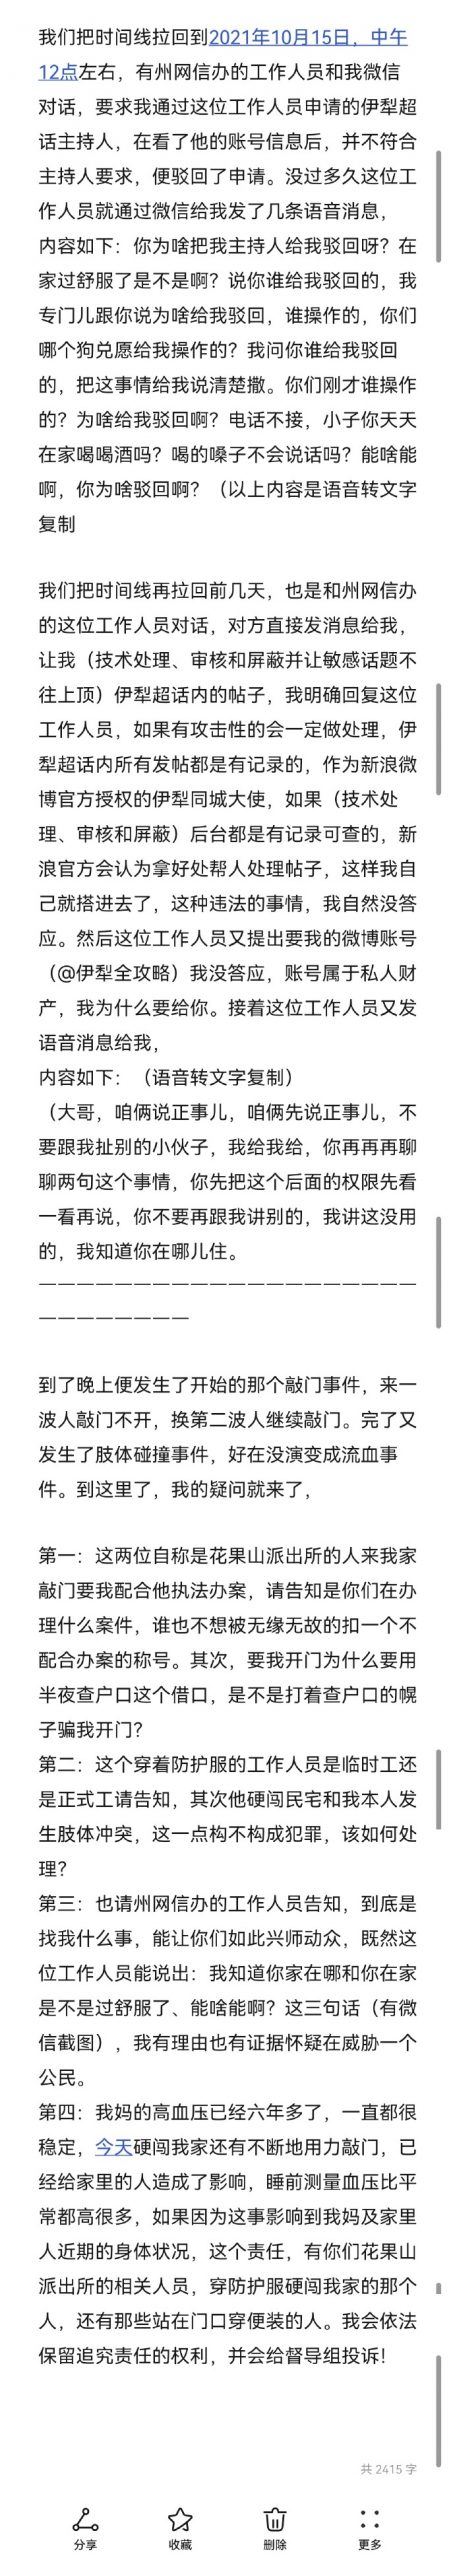 我们把时间线拉回到2021年10月15日，中午
12点左右，有州网信办的工作人员和我微信
对话，要求我通过这位工作人员申请的伊犁超
话主持人，在看了他的账号信息后，并不符合
主持人要求，便驳回了申请。没过多久这位工
作人员就通过微信给我发了几条语音消息，
内容如下：你为啥把我主持人给我驳回呀？在
家过舒服了是不是啊？说你谁给我驳回的，我
专门儿跟你说为啥给我驳回，谁操作的，你们
哪个狗兑愿给我操作的？我问你谁给我驳回
的，把这事情给我说清楚撒。你们刚才谁操作
的？为啥给我驳回啊？电话不接，小子你天天
在家喝喝酒吗？喝的嗓子不会说话吗？能啥能
啊，你为啥驳回啊？（以上内容是语音转文字
复制
我们把时间线再拉回前几天，也是和州网信办
的这位工作人员对话，对方直接发消息给我，
让我（技术处理、审核和屏蔽并让敏感话题不
往上顶）伊犁超话内的帖子，我明确回复这位
工作人员，如果有攻击性的会一定做处理，伊
犁超话内所有发帖都是有记录的，作为新浪微
博官方授权的伊犁同城大使，如果（技术处
理、审核和屏蔽）后台都是有记录可查的，新
浪官方会认为拿好处帮人处理帖子，这样我自
己就搭进去了，这种违法的事情，我自然没答
应。然后这位工作人员又提出要我的微博账号
（@伊犁全攻略）我没答应，账号属于私人财
产，我为什么要给你。接着这位工作人员又发
语音消息给我，
内容如下：（语音转文字复制）
（大哥，咱俩说正事儿，咱俩先说正事儿，不
要跟我扯别的小伙子，我给我给，你再再再聊
聊两句这个事情，你先把这个后面的权限先看
一看再说，你不要再跟我讲别的，我讲这没用
的，我知道你在哪儿住。
————————————————————
————————
到了晚上便发生了开始的那个敲门事件，来一
波人敲门不开，换第二波人继续敲门。完了又
发生了肢体碰撞事件，好在没演变成流血事
件。到这里了，我的疑问就来了，
第一：这两位自称是花果山派出所的人来我家
敲门要我配合他执法办案，请告知是你们在办
理什么案件，谁也不想被无缘无故的扣一个不
配合办案的称号。其次，要我开门为什么要用
半夜查户口这个借口，是不是打着查户口的幌
子骗我开门？
第二：这个穿着防护服的工作人员是临时工还
是正式工请告知，其次他硬闯民宅和我本人发
生肢体冲突，这一点构不构成犯罪，该如何处
理？
第三：也请州网信办的工作人员告知，到底是
找我什么事，能让你们如此兴师动众，既然这
位工作人员能说出：我知道你家在哪和你在家
是不是过舒服了、能啥能啊？这三句话（有微
信截图），我有理由也有证据怀疑在威胁一个
公民。
第四：我妈的高血压已经六年多了，一直都很
稳定，今天硬闯我家还有不断地用力敲门，已
经给家里的人造成了影响，睡前测量血压比平
常都高很多，如果因为这事影响到我妈及家里
人近期的身体状况，这个责任，有你们花果山
派出所的相关人员，穿防护服硬闯我家的那个
人，还有那些站在门口穿便装的人。我会依法
保留追究责任的权利，并会给督导组投诉！
共 2415 字
分享 收藏 删除 更多